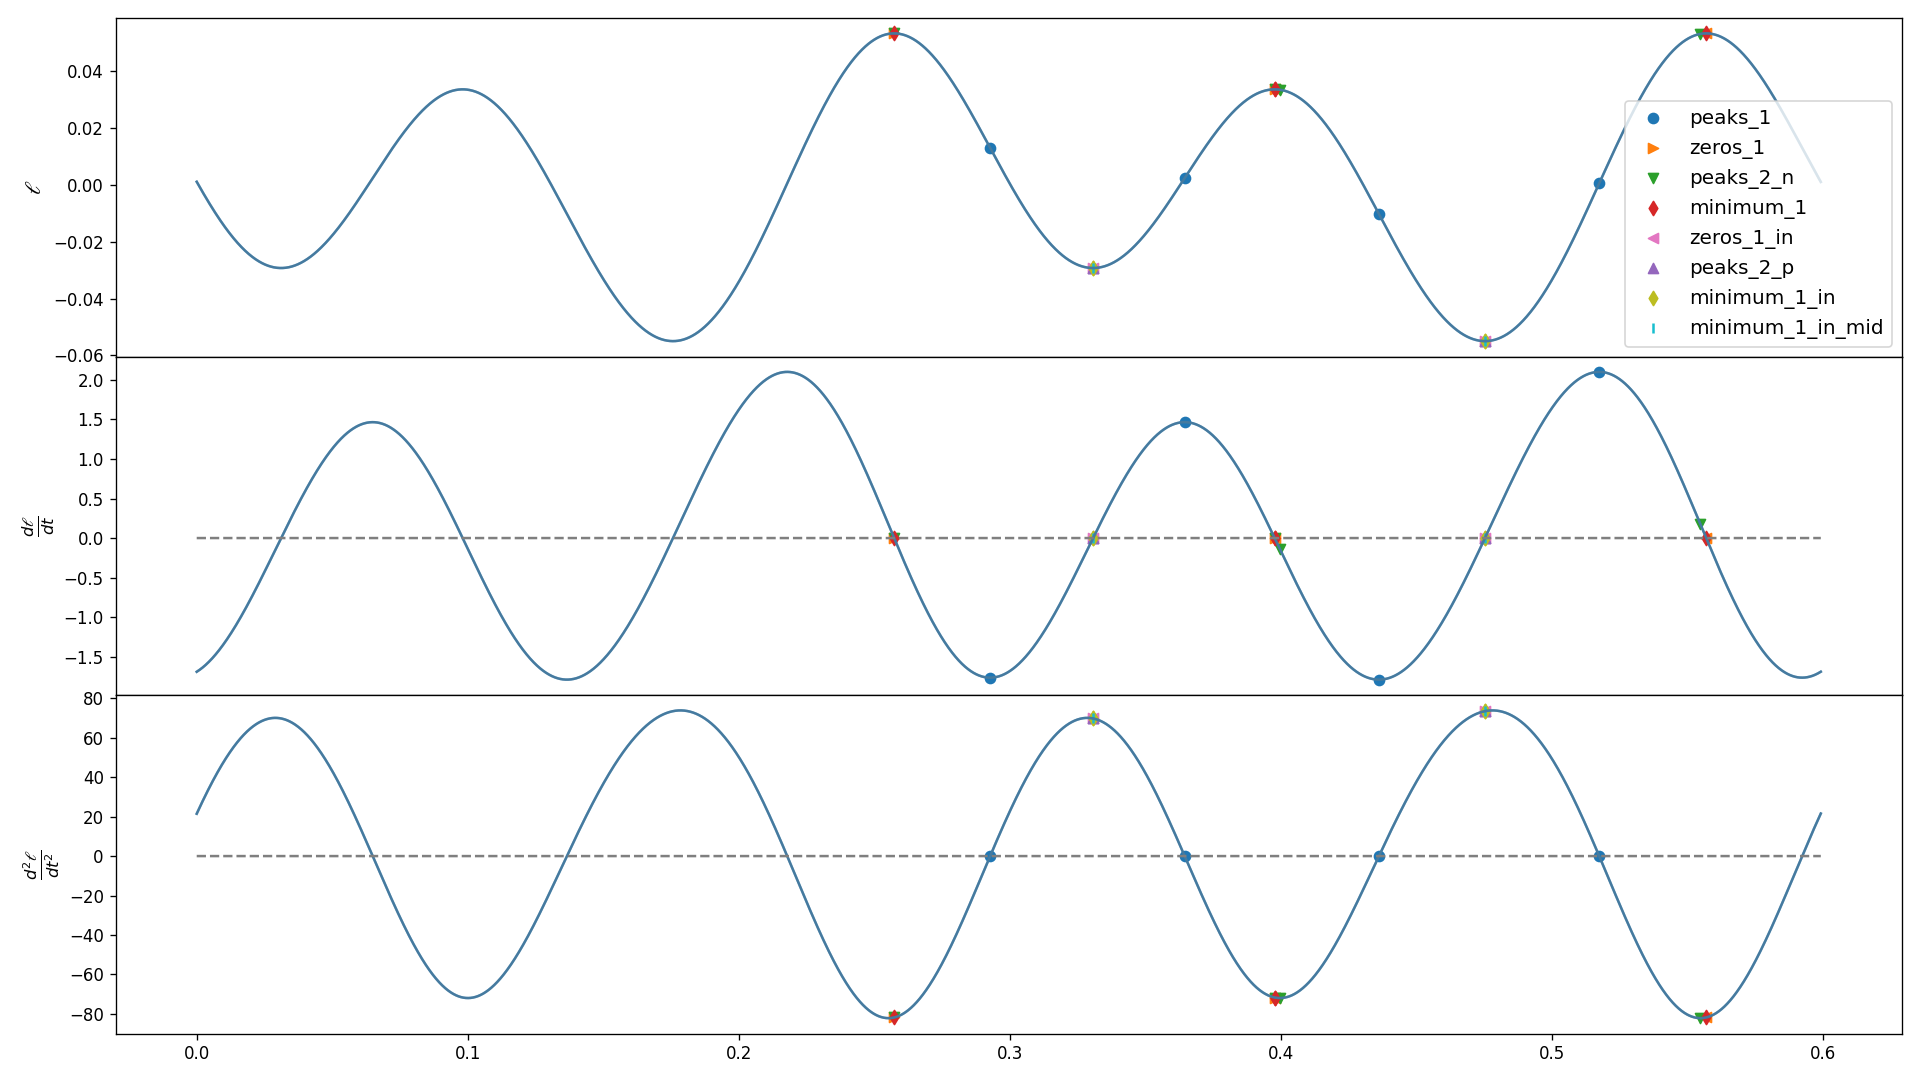 0.04
0.02
0.00
−0.02
−0.04
−0.06
ℓ
peaks_1
zeros_1
peaks_2_n
minimum_1
zeros_1_in
peaks_2_p
minimum_1_in
minimum_1_in_mid
2.0
1.5
1.0
0.5
0.0
−0.5
−1.0
−1.5
dℓ
dt
80
60
40
20
0
−20
−40
−60
−80
d²ℓ
dt²
0.0 0.1 0.2 0.3 0.4 0.5 0.6